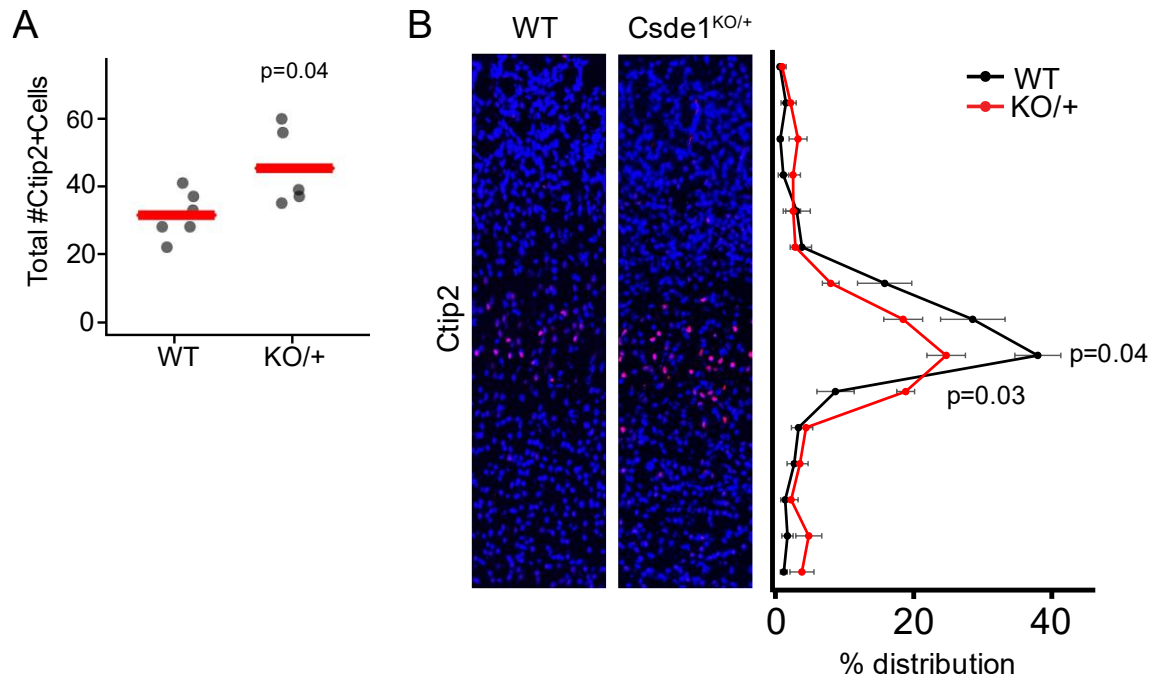 A
B
WT
Csde1KO/+
p=0.04
Total #Ctip2+Cells
60
40
20
0
WT
KO/+
Ctip2
WT
KO/+
p=0.04
p=0.03
0
20
40
% distribution